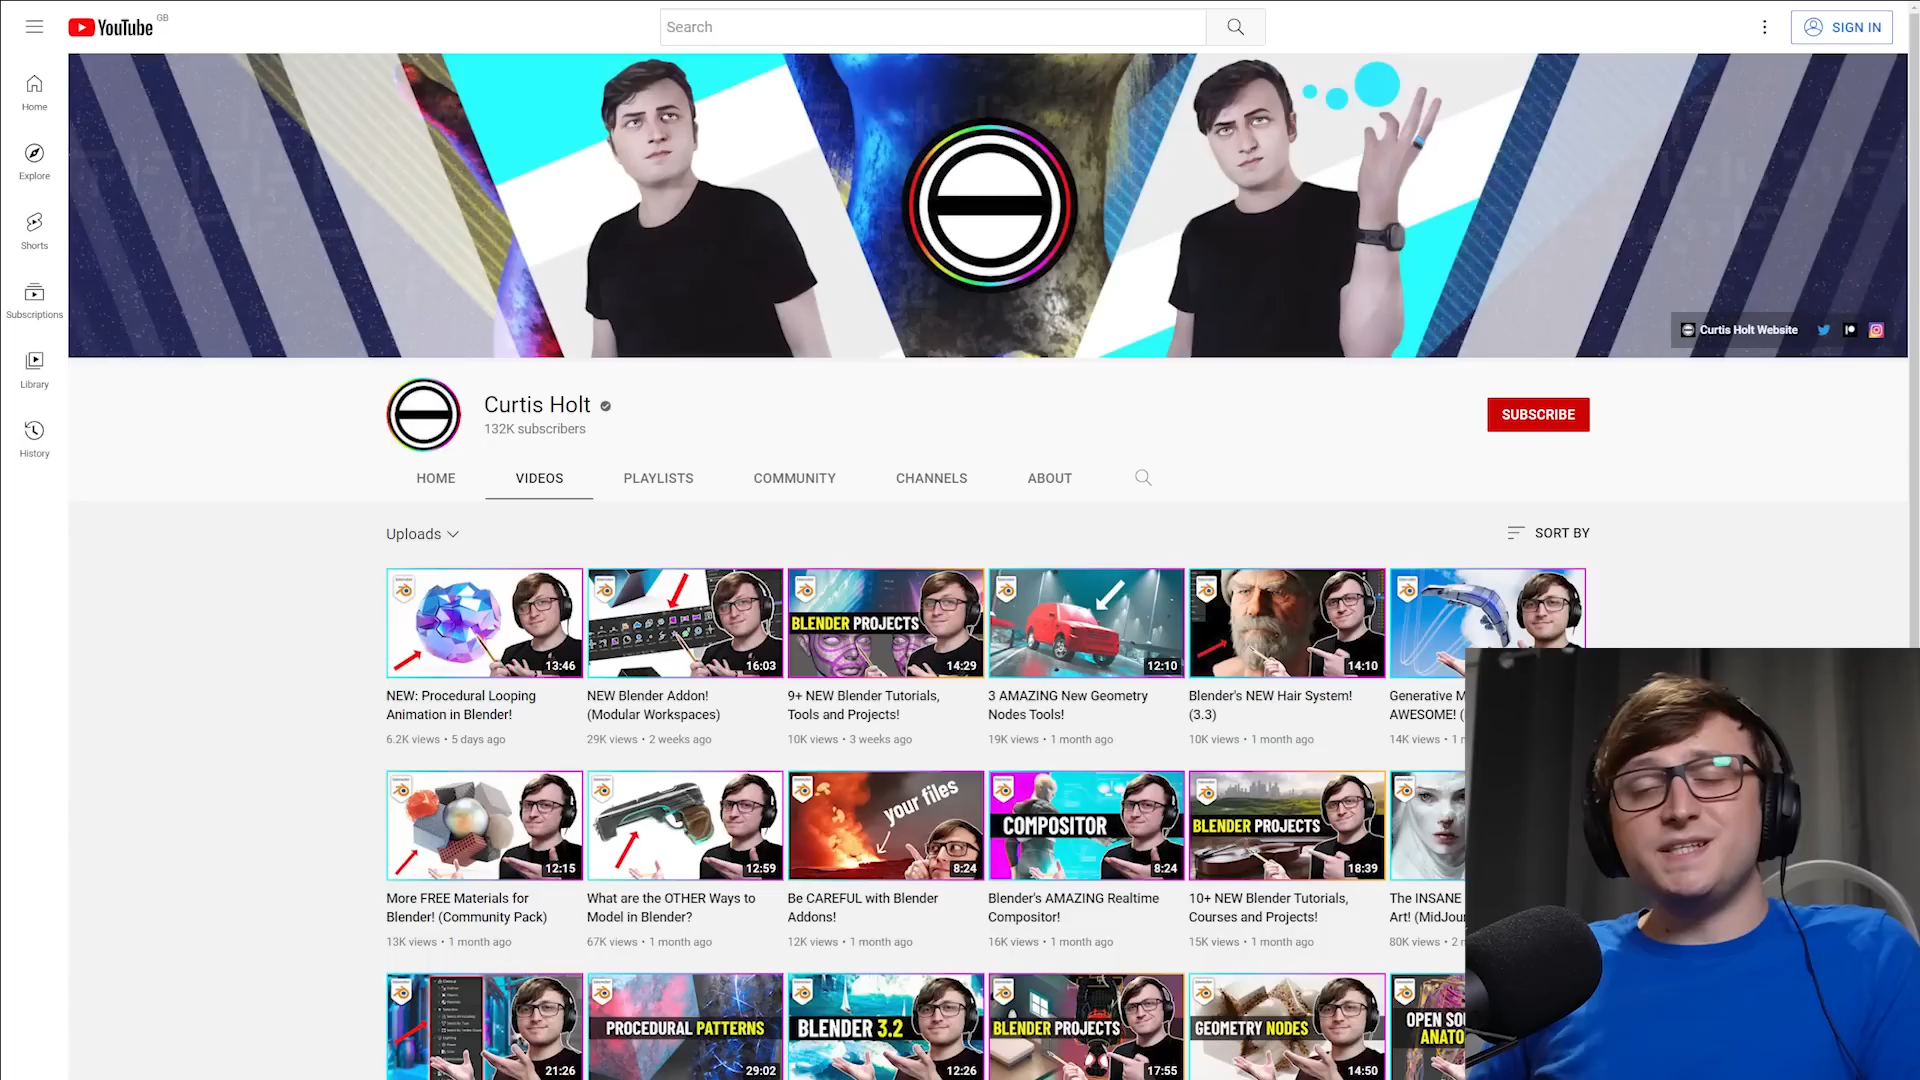 YouTube GB
Search
SIGN IN
Home
Explore
Shorts
Subscriptions
Library
History
Curtis Holt Website
Curtis Holt
132K subscribers
SUBSCRIBE
HOME
VIDEOS
PLAYLISTS
COMMUNITY
CHANNELS
ABOUT
Uploads
SORT BY
13:46
16:03
BLENDER PROJECTS
14:29
12:10
14:10
NEW: Procedural Looping
Animation in Blender!
6.2K views • 5 days ago
NEW Blender Addon!
(Modular Workspaces)
29K views • 2 weeks ago
9+ NEW Blender Tutorials,
Tools and Projects!
10K views • 3 weeks ago
3 AMAZING New Geometry
Nodes Tools!
19K views • 1 month ago
Blender's NEW Hair System!
(3.3)
10K views • 1 month ago
Generative M
AWESOME! (
14K views • 1 m
12:15
12:59
your files
8:24
COMPOSITOR
8:24
BLENDER PROJECTS
18:39
More FREE Materials for
Blender! (Community Pack)
13K views • 1 month ago
What are the OTHER Ways to
Model in Blender?
67K views • 1 month ago
Be CAREFUL with Blender
Addons!
12K views • 1 month ago
Blender's AMAZING Realtime
Compositor!
16K views • 1 month ago
10+ NEW Blender Tutorials,
Courses and Projects!
15K views • 1 month ago
The INSANE
Art! (MidJour
80K views • 2 m
21:26
PROCEDURAL PATTERNS
29:02
BLENDER 3.2
12:26
BLENDER PROJECTS
17:55
GEOMETRY NODES
14:50
OPEN SO
ANATO